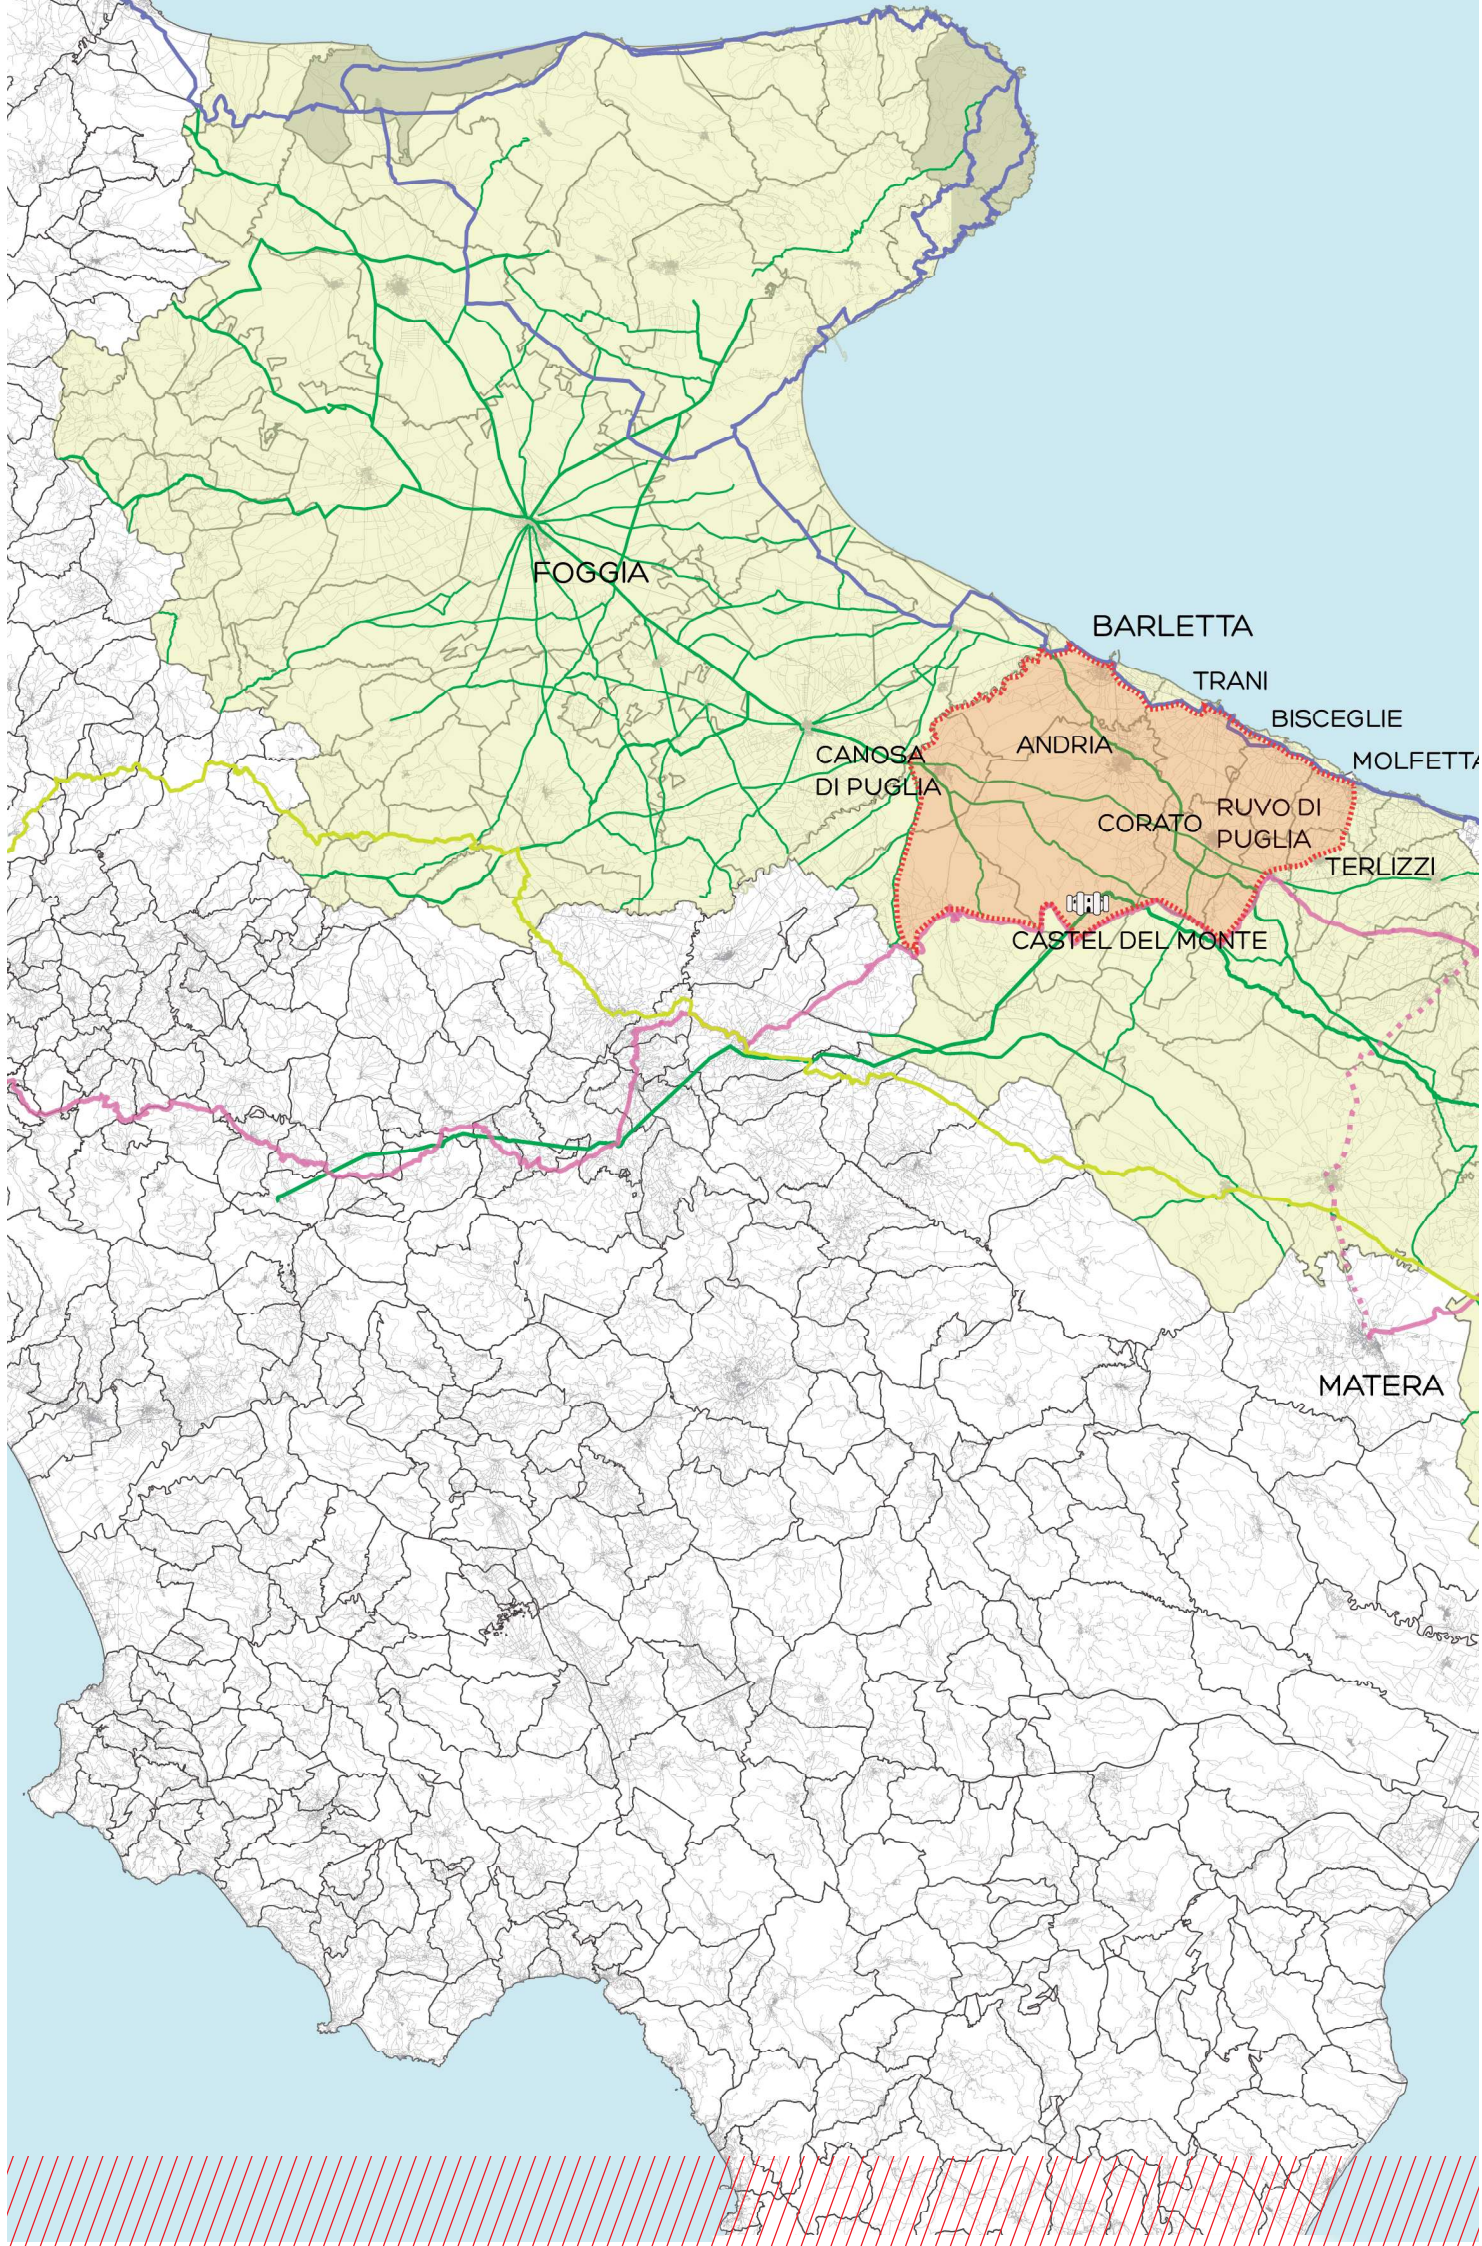 FOGGIA
BARLETTA
TRANI
BISCEGLIE
ANDRIA
CANOSA
DI PUGLIA
MOLFETTA
CORATO
RUVO DI
PUGLIA
TERLIZZI
CASTEL DEL MONTE
MATERA